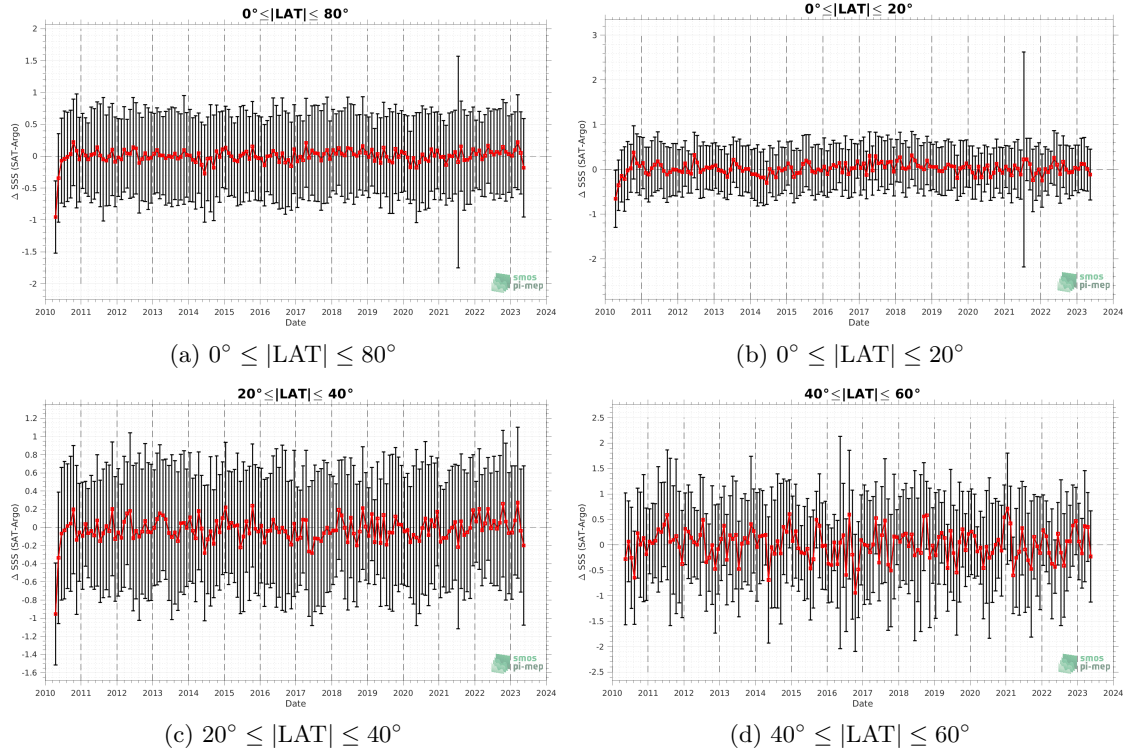 0°≤|LAT|≤ 80°
Δ SSS (SAT-Argo)
2
1.5
1
0.5
0
-0.5
-1
-1.5
-2
2010 2011 2012 2013 2014 2015 2016 2017 2018 2019 2020 2021 2022 2023 2024
Date
smos
pi-mep
(a) 0° ≤ |LAT| ≤ 80°
0°≤|LAT|≤ 20°
Δ SSS (SAT-Argo)
3
2
1
0
-1
-2
2010 2011 2012 2013 2014 2015 2016 2017 2018 2019 2020 2021 2022 2023 2024
Date
smos
pi-mep
(b) 0° ≤ |LAT| ≤ 20°
20°≤|LAT|≤ 40°
Δ SSS (SAT-Argo)
1.2
1
0.8
0.6
0.4
0.2
0
-0.2
-0.4
-0.6
-0.8
-1
-1.2
-1.4
-1.6
2010 2011 2012 2013 2014 2015 2016 2017 2018 2019 2020 2021 2022 2023 2024
Date
smos
pi-mep
(c) 20° ≤ |LAT| ≤ 40°
40°≤|LAT|≤ 60°
Δ SSS (SAT-Argo)
2.5
2
1.5
1
0.5
0
-0.5
-1
-1.5
-2
-2.5
2010 2011 2012 2013 2014 2015 2016 2017 2018 2019 2020 2021 2022 2023 2024
Date
smos
pi-mep
(d) 40° ≤ |LAT| ≤ 60°